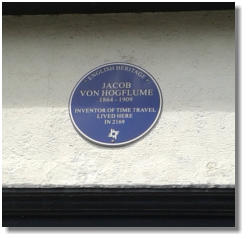 ENGLISH HERITAGE
JACOB
VON HOGFLUME
1864 - 1909
INVENTOR OF TIME TRAVEL
LIVED HERE
IN 2189